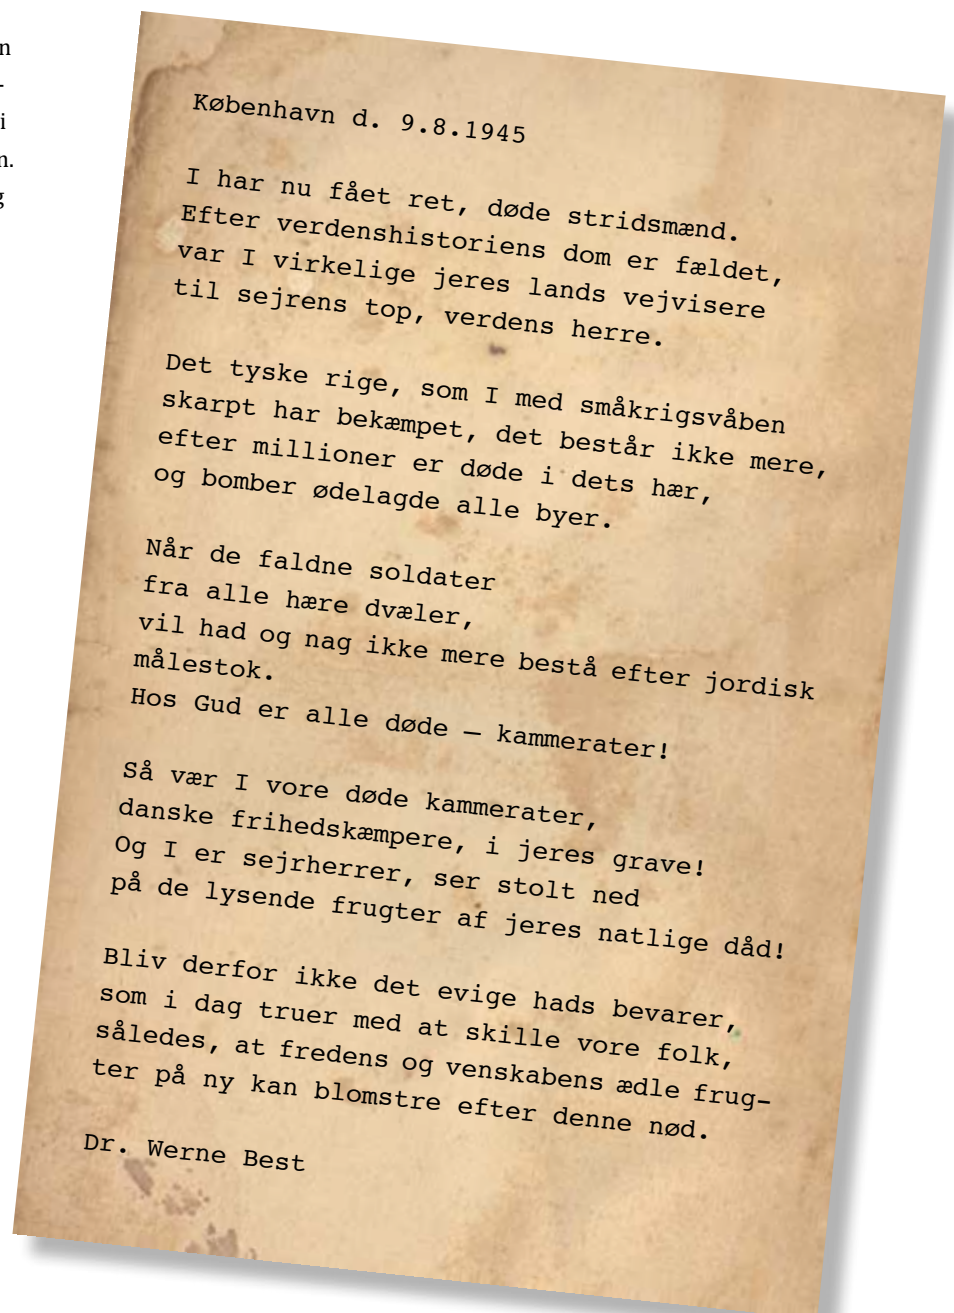 n
-
i
n.
g
København d. 9.8.1945
I har nu fået ret, døde stridsmænd.
Efter verdenshistoriens dom er fældet,
var I virkelige jeres lands vejvisere
til sejrens top, verdens herre.
Det tyske rige, som I med småkrigsvåben
skarpt har bekæmpet, det består ikke mere,
efter millioner er døde i dets hær,
og bomber ødelagde alle byer.
Når de faldne soldater
fra alle hære dvæler,
vil had og nag ikke mere bestå efter jordisk
målestok.
Hos Gud er alle døde – kammerater!
Så vær I vore døde kammerater,
danske frihedskæmpere, i jeres grave!
Og I er sejrherrer, ser stolt ned
på de lysende frugter af jeres natlige dåd!
Bliv derfor ikke det evige hads bevarer,
som i dag truer med at skille vore folk,
således, at fredens og venskabens ædle frug-
ter på ny kan blomstre efter denne nød.
Dr. Werne Best